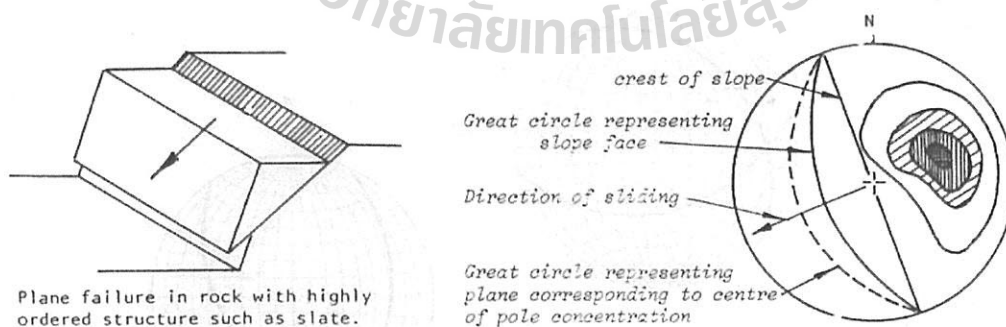 N
crest of slope
Great circle representing
slope face
Direction of sliding
Great circle representing
plane corresponding to centre
of pole concentration
Plane failure in rock with highly
ordered structure such as slate.